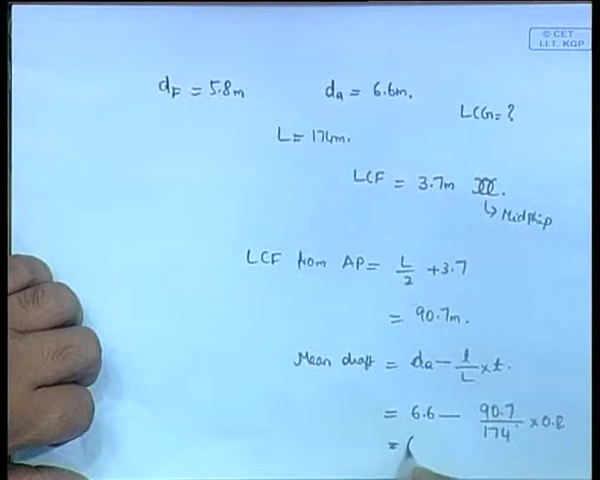 © CET
I.I.T. KGP
dF = 5.8m da = 6.6m.
LCG = ?
L = 174m.
LCF = 3.7m
↳ Midship
LCF from AP = L/2 + 3.7
= 90.7m.
Mean draft = da - l/L × t.
= 6.6 - 90.7/174 × 0.8
=